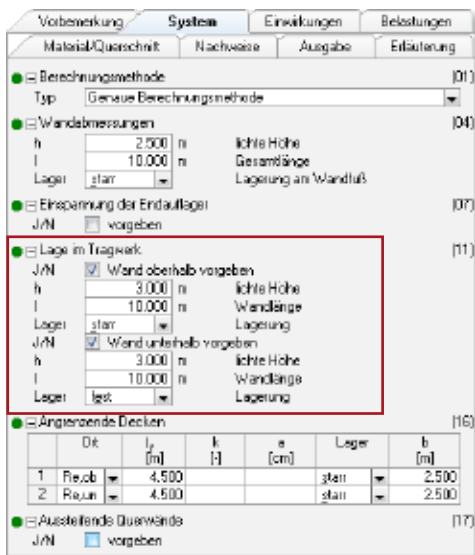 Vorbemerkung System Einwirkungen Belastungen
Material/Querschnitt Nachweise Ausgabe Erläuterung
Berechnungsmethode [01]
Typ Genaue Berechnungsmethode
Wandabmessungen [04]
h 2.500 m lichte Höhe
l 10.000 m Gesamtlänge
Lager starr Lagerung am Wandfuß
Einspannung der Endauflager [07]
J/N vorgeben
Lage im Tragwerk [11]
J/N Wand oberhalb vorgeben
h 3.000 m lichte Höhe
l 10.000 m Wandlänge
Lager starr Lagerung
J/N Wand unterhalb vorgeben
h 3.000 m lichte Höhe
l 10.000 m Wandlänge
Lager fest Lagerung
Angrenzende Decken [16]
Ort l k a Lager b
[m] [-] [cm] [m]
1 Re,ob 4.500 starr 2.500
2 Re,un 4.500 starr 2.500
Aussteifende Querwände [17]
J/N vorgeben